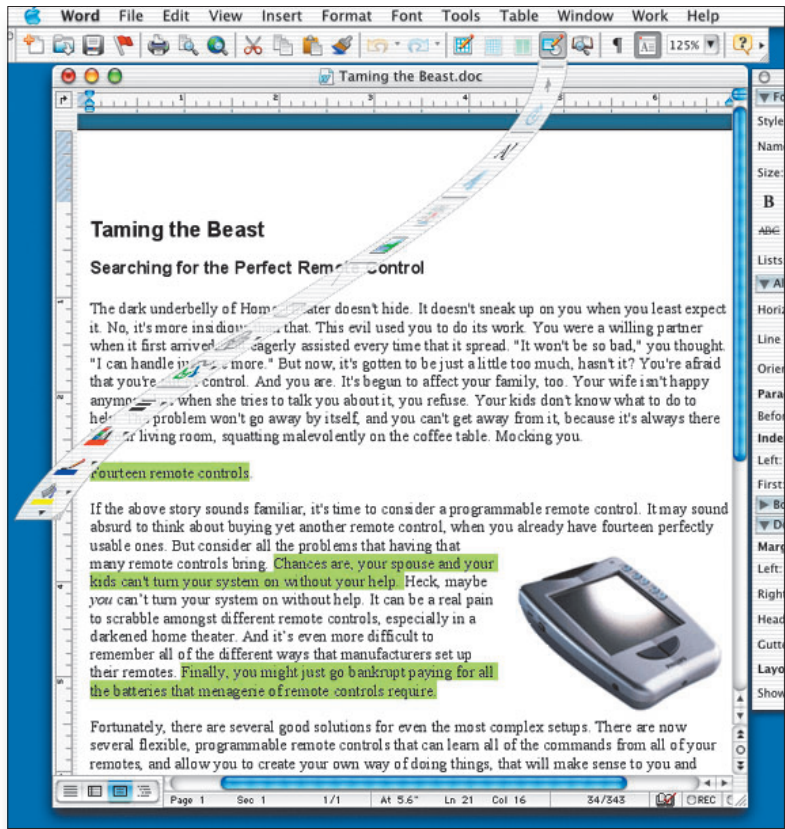 Word File Edit View Insert Format Font Tools Table Window Work Help
125%
Taming the Beast.doc
1 2 3 4 5 6
Style
Name
Size:
B
ABC
Lists
Horiz
Line
Orien
Para
Befor
Inde
Left:
First:
Marg
Left:
Righ
Head
Gutte
Layo
Show
Taming the Beast
Searching for the Perfect Remote Control
The dark underbelly of Home Theater doesn't hide. It doesn't sneak up on you when you least expect
it. No, it's more insidious than that. This evil used you to do its work. You were a willing partner
when it first arrived, eagerly assisted every time that it spread. "It won't be so bad," you thought.
"I can handle just one more." But now, it's gotten to be just a little too much, hasn't it? You're afraid
that you're control. And you are. It's begun to affect your family, too. Your wife isn't happy
anymore when she tries to talk you about it, you refuse. Your kids don't know what to do to
help problem won't go away by itself, and you can't get away from it, because it's always there
living room, squatting malevolently on the coffee table. Mocking you.
Fourteen remote controls.
If the above story sounds familiar, it's time to consider a programmable remote control. It may sound
absurd to think about buying yet another remote control, when you already have fourteen perfectly
usable ones. But consider all the problems that having that
many remote controls bring. Chances are, your spouse and your
kids can't turn your system on without your help. Heck, maybe
you can't turn your system on without help. It can be a real pain
to scrabble amongst different remote controls, especially in a
darkened home theater. And it's even more difficult to
remember all of the different ways that manufacturers set up
their remotes. Finally, you might just go bankrupt paying for all
the batteries that menagerie of remote controls require.
Fortunately, there are several good solutions for even the most complex setups. There are now
several flexible, programmable remote controls that can learn all of the commands from all of your
remotes, and allow you to create your own way of doing things, that will make sense to you and
Page 1 Sec 1 1/1 At 5.6" Ln 21 Col 16 34/343 REC